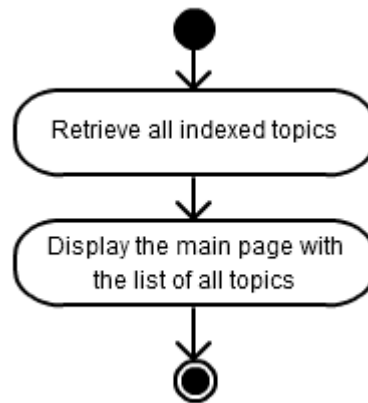 Retrieve all indexed topics
Display the main page with
the list of all topics